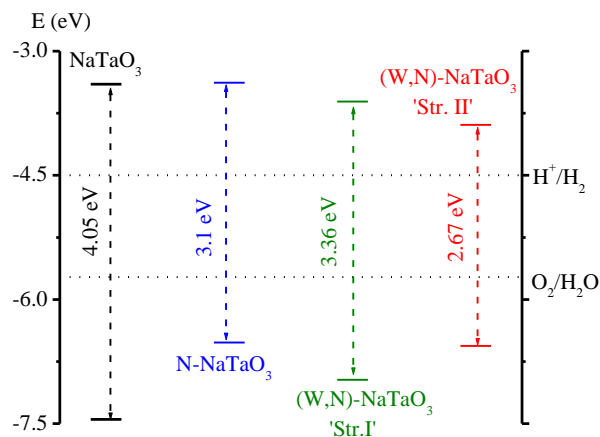 E (eV)
-3.0
-4.5
-6.0
-7.5
NaTaO₃
4.05 eV
3.1 eV
N-NaTaO₃
3.36 eV
(W,N)-NaTaO₃
'Str.I'
(W,N)-NaTaO₃
'Str. II'
2.67 eV
H⁺/H₂
O₂/H₂O